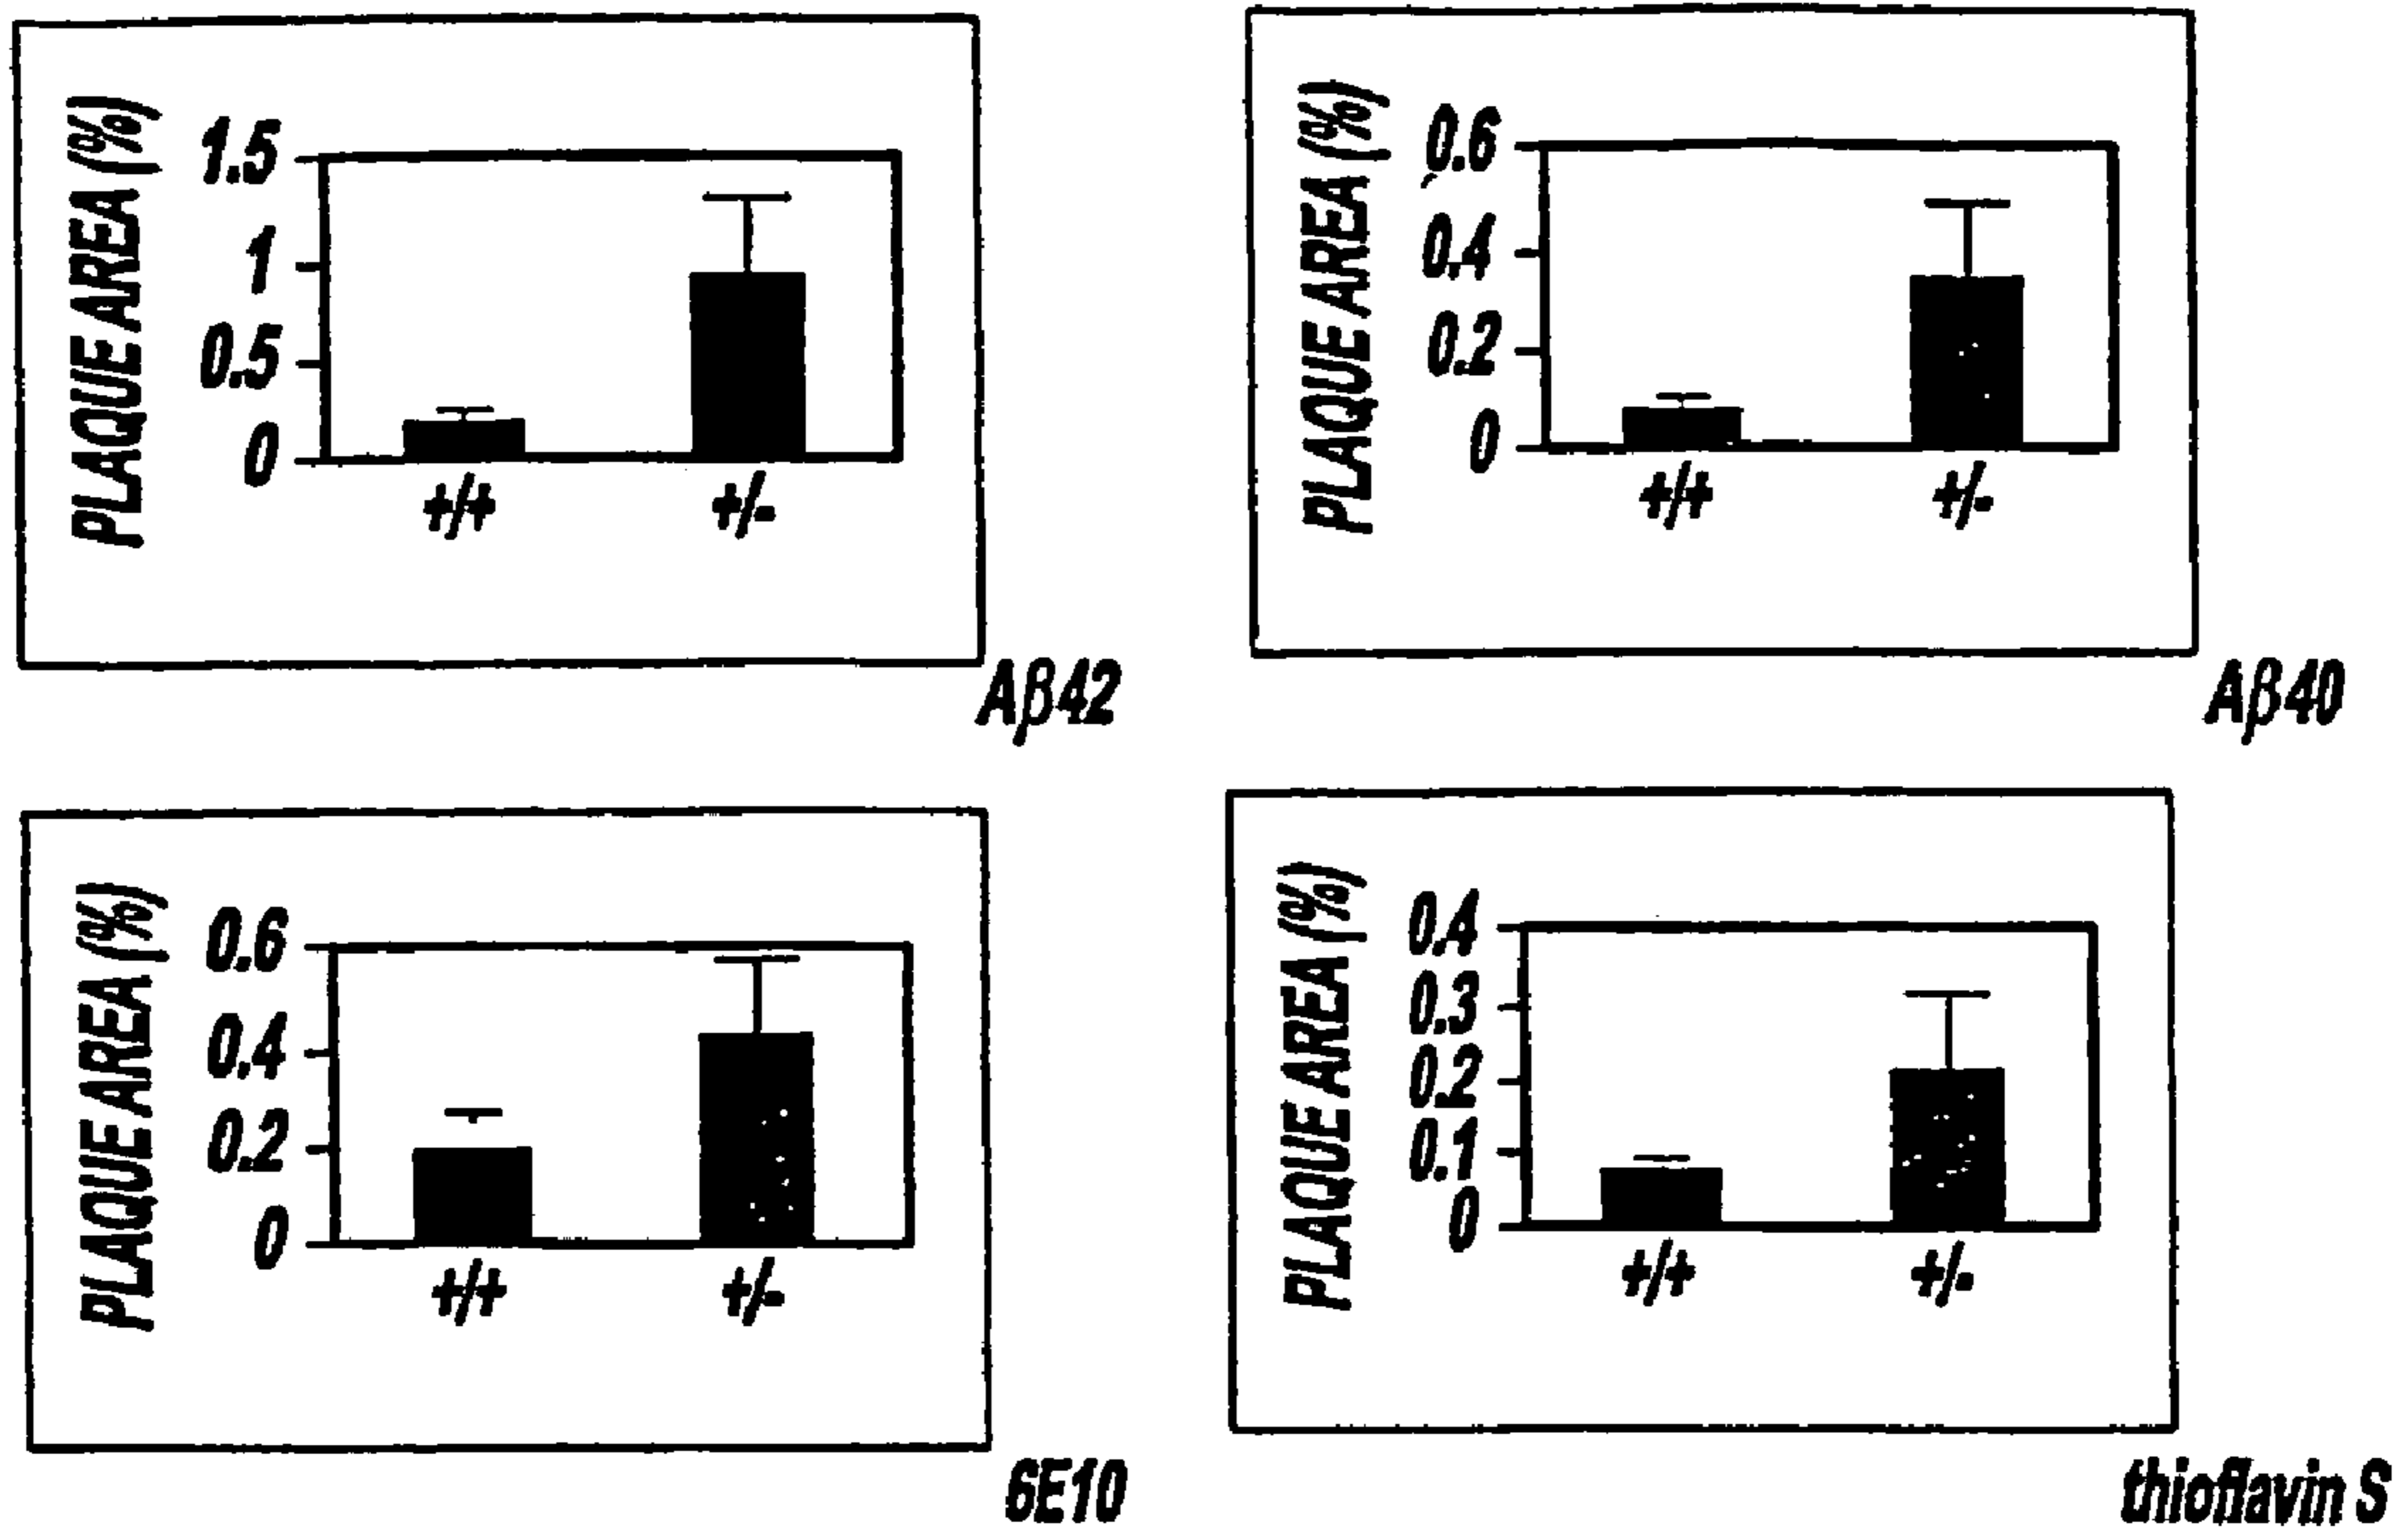 PLAQUE AREA (%)
1.5
1
0.5
0
+/+ +/-
Aβ42
PLAQUE AREA (%)
0.6
0.4
0.2
0
+/+ +/-
Aβ40
PLAQUE AREA (%)
0.6
0.4
0.2
0
+/+ +/-
6E10
PLAQUE AREA (%)
0.4
0.3
0.2
0.1
0
+/+ +/-
thioflavin S